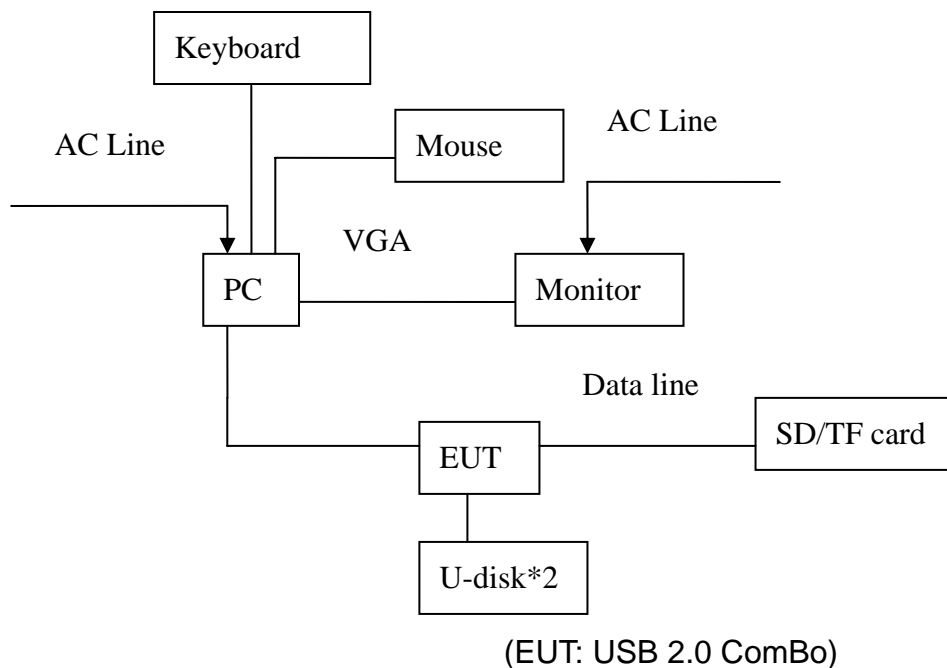 Keyboard
AC Line
AC Line
Mouse
VGA
PC
Monitor
Data line
SD/TF card
EUT
U-disk*2
(EUT: USB 2.0 ComBo)